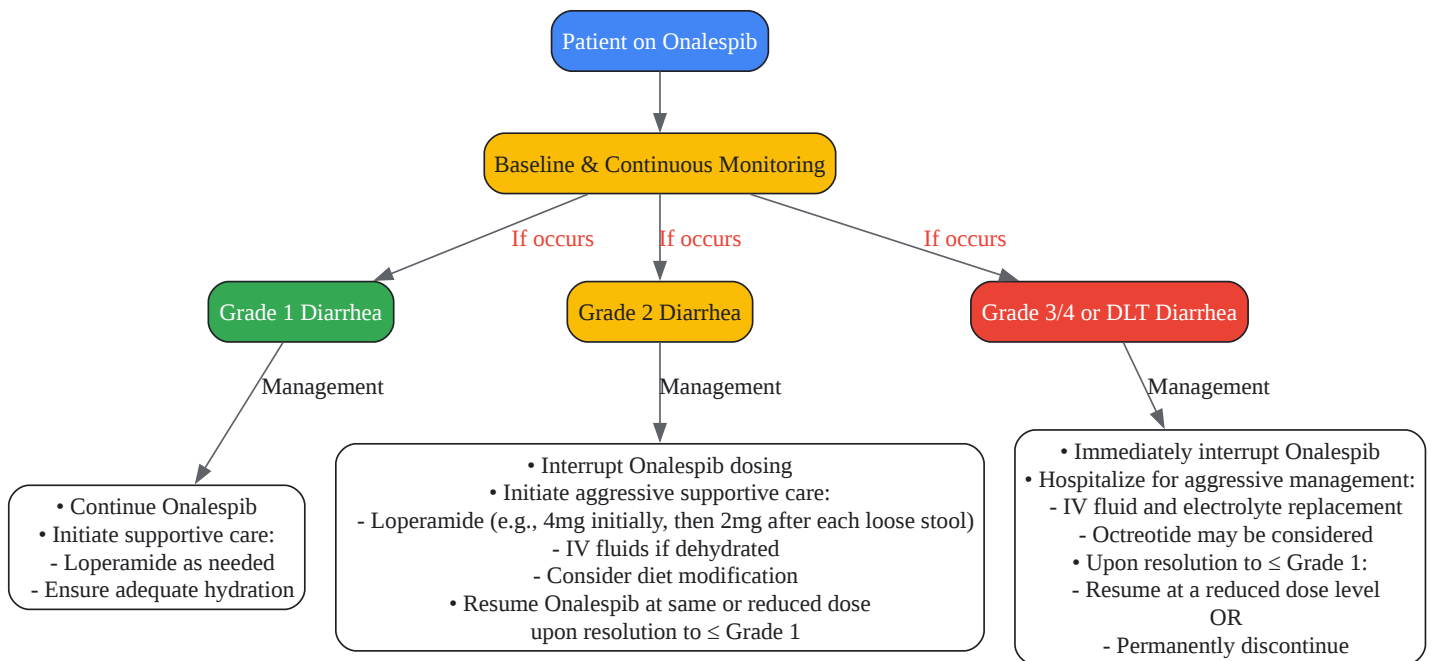 Patient on Onalespib
Baseline & Continuous Monitoring
If occurs
If occurs
If occurs
Grade 1 Diarrhea
Grade 2 Diarrhea
Grade 3/4 or DLT Diarrhea
Management
Management
Management
• Continue Onalespib
• Initiate supportive care:
- Loperamide as needed
- Ensure adequate hydration
• Interrupt Onalespib dosing
• Initiate aggressive supportive care:
- Loperamide (e.g., 4mg initially, then 2mg after each loose stool)
- IV fluids if dehydrated
- Consider diet modification
• Resume Onalespib at same or reduced dose
upon resolution to ≤ Grade 1
• Immediately interrupt Onalespib
• Hospitalize for aggressive management:
- IV fluid and electrolyte replacement
- Octreotide may be considered
• Upon resolution to ≤ Grade 1:
- Resume at a reduced dose level
OR
- Permanently discontinue